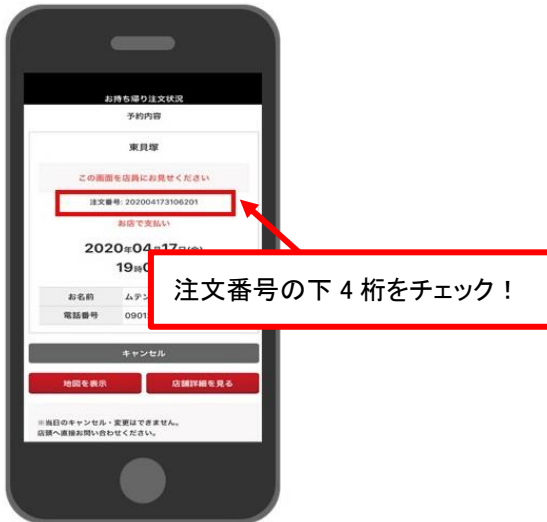 お持ち帰り注文状況
予約内容
東貝塚
この画面を店員にお見せください
注文番号: 202004173106201
お店で支払い
2020年04月17日(金)
19時0
注文番号の下4桁をチェック！
お名前 ムテン
電話番号 0901
キャンセル
地図を表示 店舗詳細を見る
※当日のキャンセル・変更はできません。
店頭へ直接お問い合わせください。